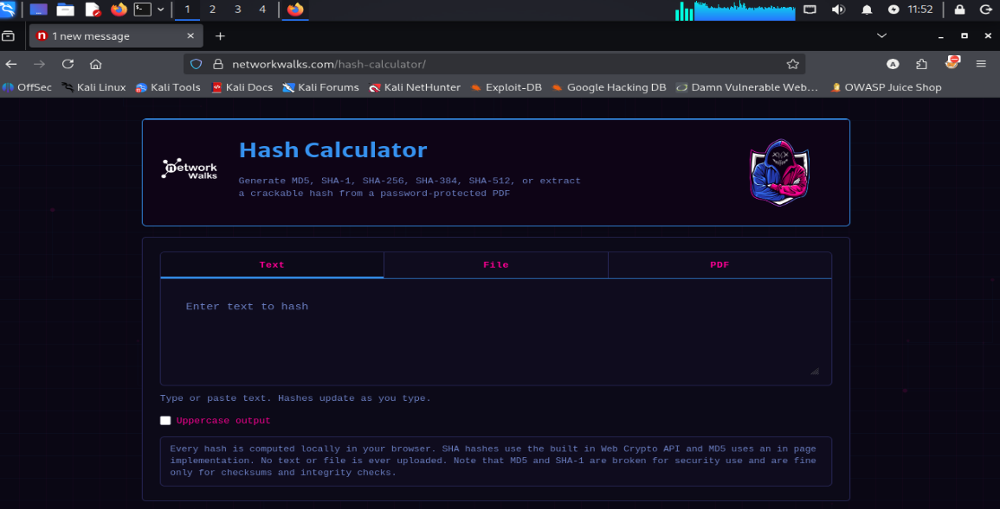 1 2 3 4 11:52
1 new message
networkwalks.com/hash-calculator/
OffSec Kali Linux Kali Tools Kali Docs Kali Forums Kali NetHunter Exploit-DB Google Hacking DB Damn Vulnerable Web... OWASP Juice Shop
network
Walks
Hash Calculator
Generate MD5, SHA-1, SHA-256, SHA-384, SHA-512, or extract
a crackable hash from a password-protected PDF
Text File PDF
Enter text to hash
Type or paste text. Hashes update as you type.
Uppercase output
Every hash is computed locally in your browser. SHA hashes use the built in Web Crypto API and MD5 uses an in page
implementation. No text or file is ever uploaded. Note that MD5 and SHA-1 are broken for security use and are fine
only for checksums and integrity checks.